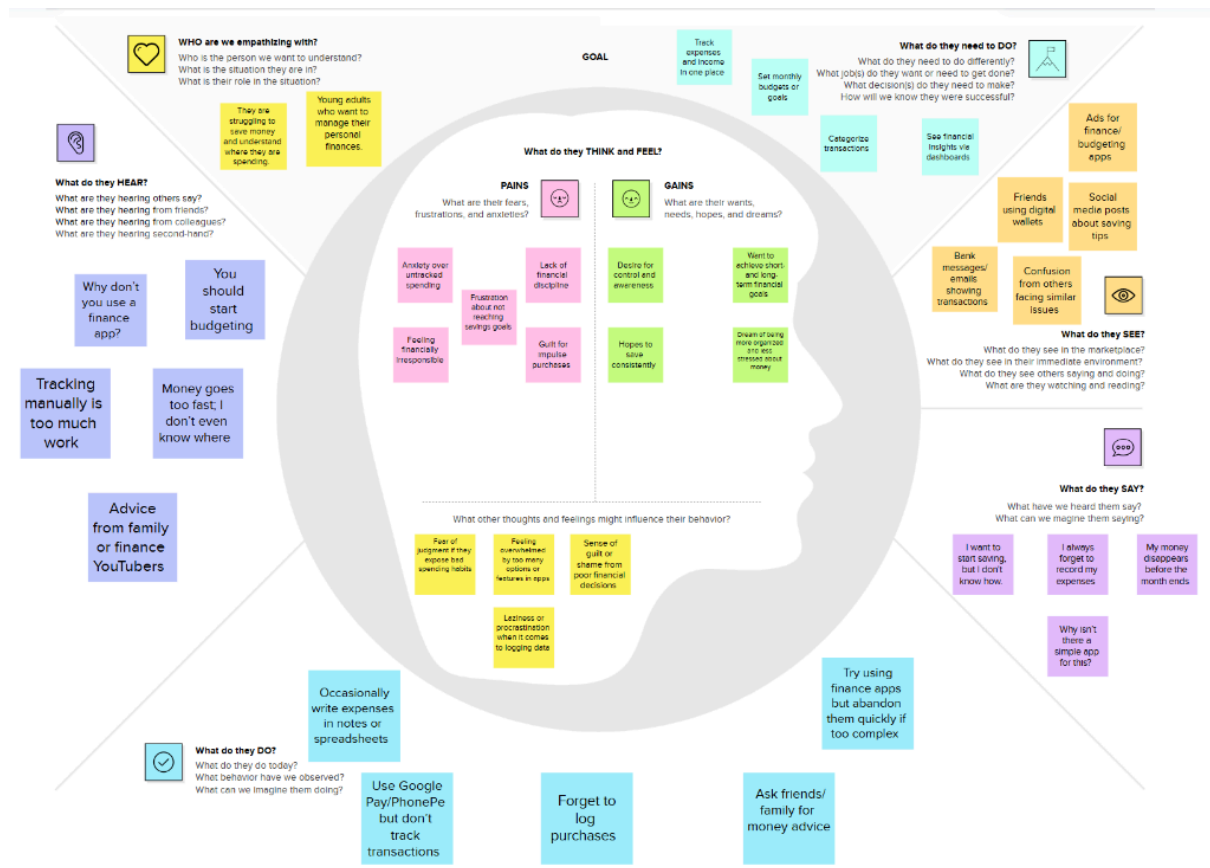 WHO are we empathizing with?
Who is the person we want to understand?
What is the situation they are in?
What is their role in the situation?
They are
struggling to
save money
and understand
where they are
spending.
Young adults
who want to
manage their
personal
finances.
GOAL
Track
expenses
and income
in one place
Set monthly
budgets or
goals
What do they need to DO?
What do they need to do differently?
What job(s) do they want or need to get done?
What decision(s) do they need to make?
How will we know they were successful?
Categorize
transactions
See financial
insights via
dashboards
What do they HEAR?
What are they hearing others say?
What are they hearing from friends?
What are they hearing from colleagues?
What are they hearing second-hand?
Why don't
you use a
finance
app?
You
should
start
budgeting
Tracking
manually is
too much
work
Money goes
too fast; I
don't even
know where
Advice
from family
or finance
YouTubers
What do they THINK and FEEL?
PAINS
What are their fears,
frustrations, and anxieties?
Anxiety over
untracked
spending
Lack of
financial
discipline
Frustration
about not
reaching
savings goals
Feeling
financially
irresponsible
Guilt for
impulse
purchases
GAINS
What are their wants,
needs, hopes, and dreams?
Desire for
control and
awareness
Want to
achieve short-
and long-
term financial
goals
Hopes to
save
consistently
Dream of being
more organized
and less
stressed about
money
What other thoughts and feelings might influence their behavior?
Fear of
judgment if they
expose bad
spending habits
Feeling
overwhelmed
by too many
options or
features in apps
Sense of
guilt or
shame from
poor financial
decisions
Laziness or
procrastination
when it comes
to logging data
Ads for
finance/
budgeting
apps
Friends
using digital
wallets
Social
media posts
about saving
tips
Bank
messages/
emails
showing
transactions
Confusion
from others
facing similar
issues
What do they SEE?
What do they see in the marketplace?
What do they see in their immediate environment?
What do they see others saying and doing?
What are they watching and reading?
What do they SAY?
What have we heard them say?
What can we magine them saying?
I want to
start saving,
but I don't
know how.
I always
forget to
record my
expenses
My money
disappears
before the
month ends
Why isn't
there a
simple app
for this?
What do they DO?
What do they do today?
What behavior have we observed?
What can we imagine them doing?
Occasionally
write expenses
in notes or
spreadsheets
Use Google
Pay/PhonePe
but don't
track
transactions
Forget to
log
purchases
Ask friends/
family for
money advice
Try using
finance apps
but abandon
them quickly if
too complex